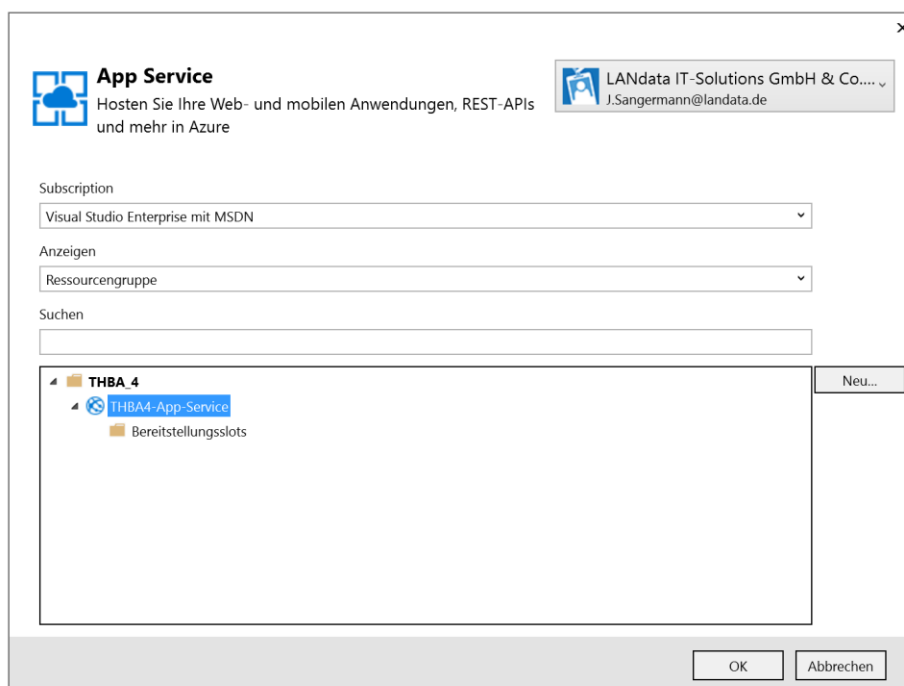 App Service
Hosten Sie Ihre Web- und mobilen Anwendungen, REST-APIs
und mehr in Azure
LANdata IT-Solutions GmbH & Co....
J.Sangermann@landata.de
Subscription
Visual Studio Enterprise mit MSDN
Anzeigen
Ressourcengruppe
Suchen
THBA_4
THBA4-App-Service
Bereitstellungsslots
Neu...
OK
Abbrechen